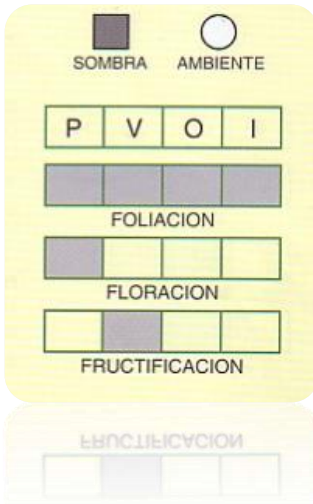 SOMBRA AMBIENTE
P V O I
FOLIACION
FLORACION
FRUCTIFICACION